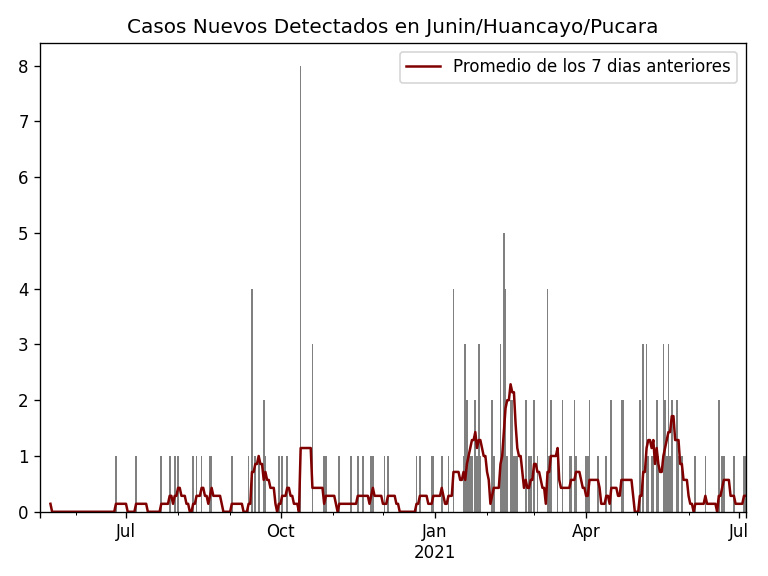 Casos Nuevos Detectados en Junin/Huancayo/Pucara
Promedio de los 7 dias anteriores
8
7
6
5
4
3
2
1
0
Jul
Oct
Jan
Apr
Jul
2021